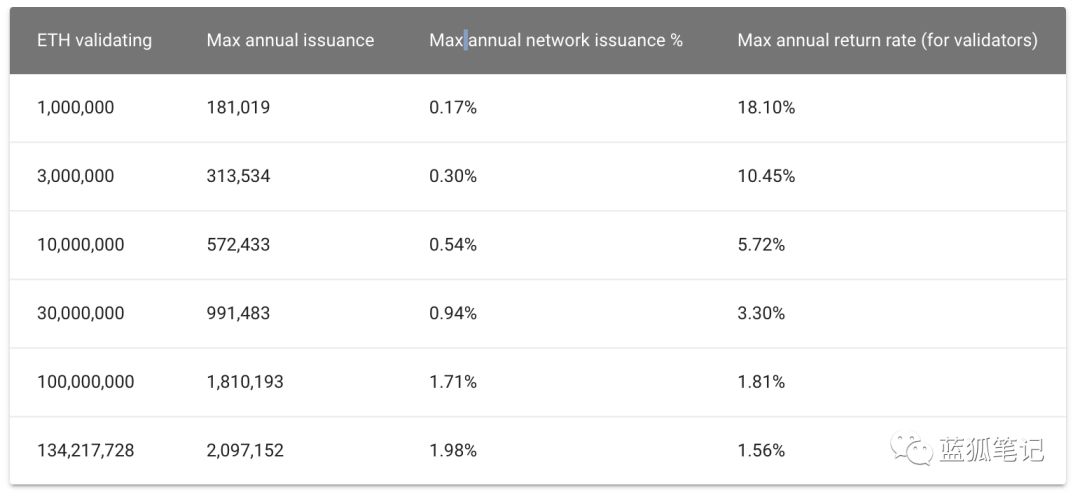 ETH validating Max annual issuance Max annual network issuance % Max annual return rate (for validators)
1,000,000 181,019 0.17% 18.10%
3,000,000 313,534 0.30% 10.45%
10,000,000 572,433 0.54% 5.72%
30,000,000 991,483 0.94% 3.30%
100,000,000 1,810,193 1.71% 1.81%
134,217,728 2,097,152 1.98% 1.56%
蓝狐笔记